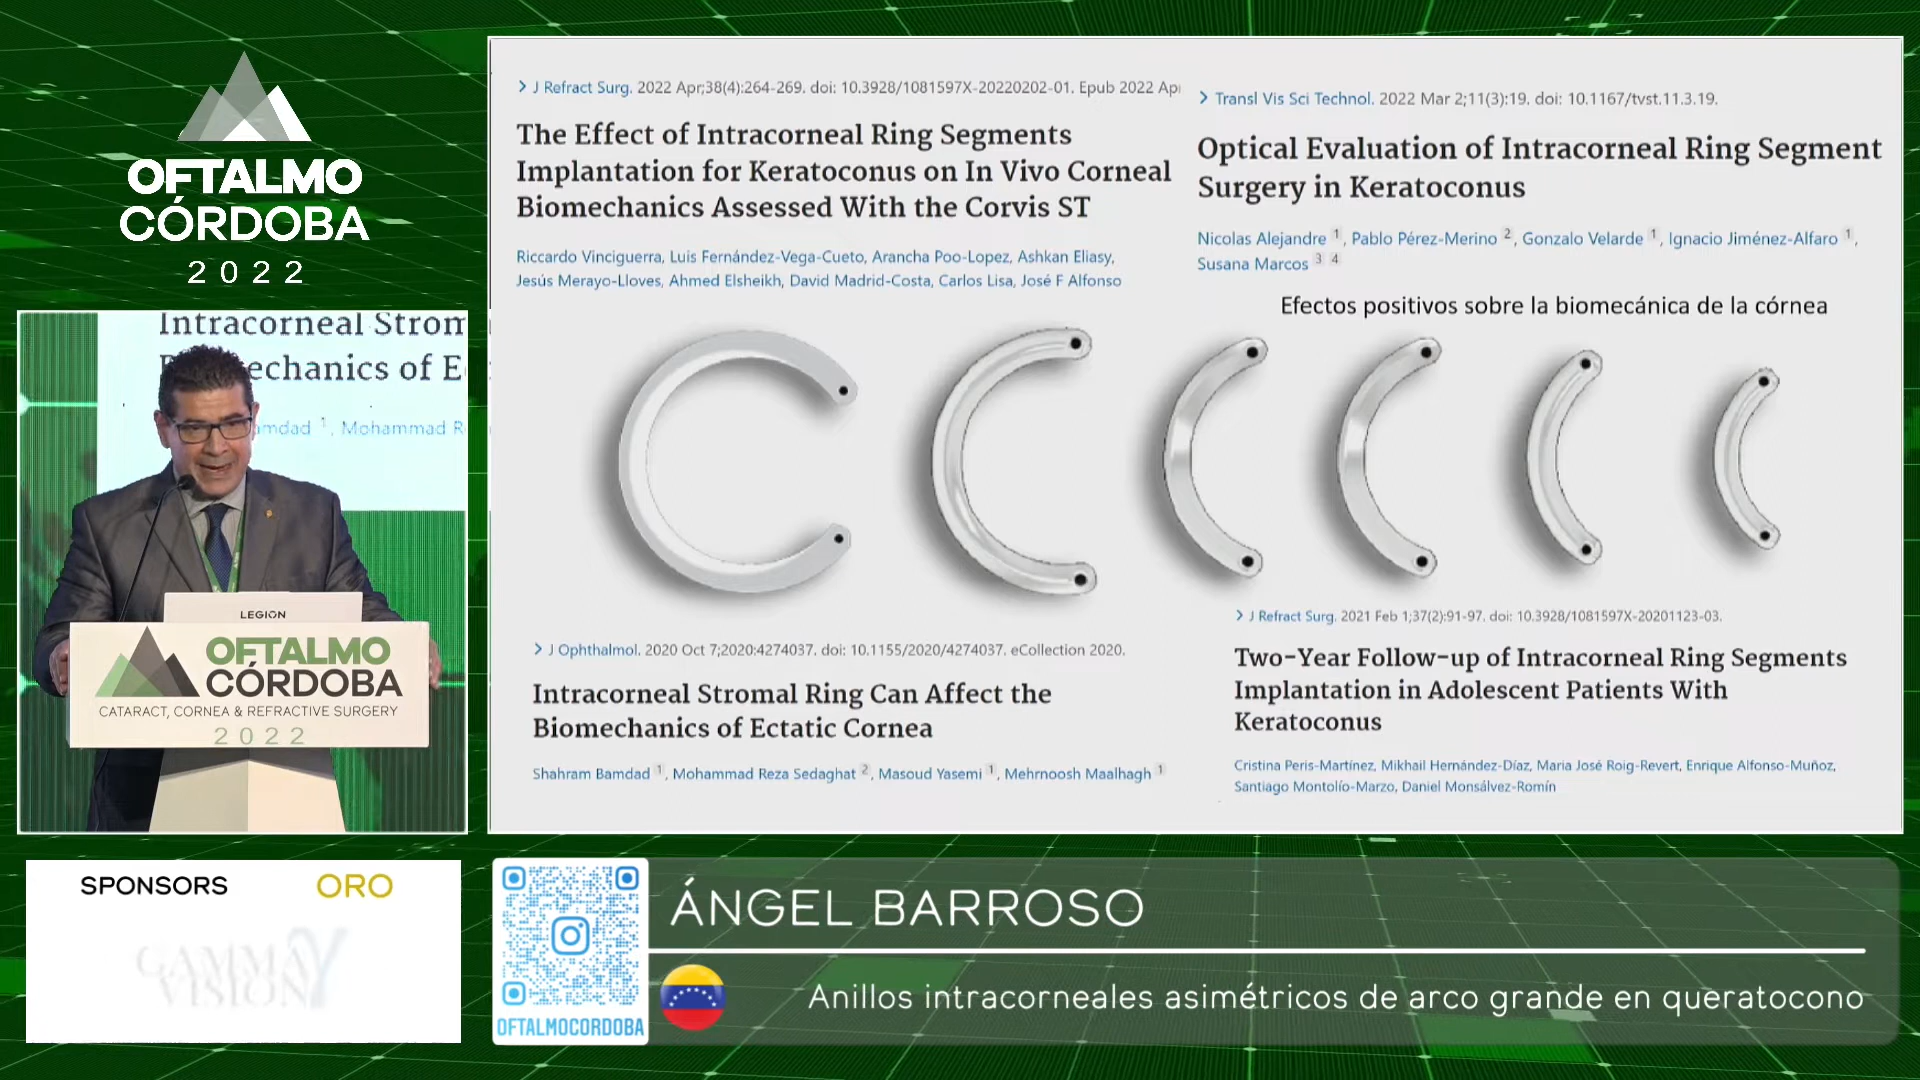 OFTALMO
CÓRDOBA
2022
> J Refract Surg. 2022 Apr;38(4):264-269. doi: 10.3928/1081597X-20220202-01. Epub 2022 Apr
The Effect of Intracorneal Ring Segments
Implantation for Keratoconus on In Vivo Corneal
Biomechanics Assessed With the Corvis ST
Riccardo Vinciguerra, Luis Fernández-Vega-Cueto, Arancha Poo-Lopez, Ashkan Eliasy,
Jesús Merayo-Lloves, Ahmed Elsheikh, David Madrid-Costa, Carlos Lisa, José F Alfonso
> Transl Vis Sci Technol. 2022 Mar 2;11(3):19. doi: 10.1167/tvst.11.3.19.
Optical Evaluation of Intracorneal Ring Segment
Surgery in Keratoconus
Nicolas Alejandre 1, Pablo Pérez-Merino 2, Gonzalo Velarde 1, Ignacio Jiménez-Alfaro 1,
Susana Marcos 3 4
Efectos positivos sobre la biomecánica de la córnea
> J Ophthalmol. 2020 Oct 7;2020:4274037. doi: 10.1155/2020/4274037. eCollection 2020.
Intracorneal Stromal Ring Can Affect the
Biomechanics of Ectatic Cornea
Shahram Bamdad 1, Mohammad Reza Sedaghat 2, Masoud Yasemi 1, Mehrnoosh Maalhagh 1
> J Refract Surg. 2021 Feb 1;37(2):91-97. doi: 10.3928/1081597X-20201123-03.
Two-Year Follow-up of Intracorneal Ring Segments
Implantation in Adolescent Patients With
Keratoconus
Cristina Peris-Martínez, Mikhail Hernández-Díaz, Maria José Roig-Revert, Enrique Alfonso-Muñoz,
Santiago Montolío-Marzo, Daniel Monsálvez-Romín
Intracorneal Strom
echanics of E
amdad 1, Mohammad R
LEGION
OFTALMO
CÓRDOBA
CATARACT, CORNEA & REFRACTIVE SURGERY
2022
SPONSORS ORO
GAMMA
VISION
OFTALMOCORDOBA
ÁNGEL BARROSO
Anillos intracorneales asimétricos de arco grande en queratocono